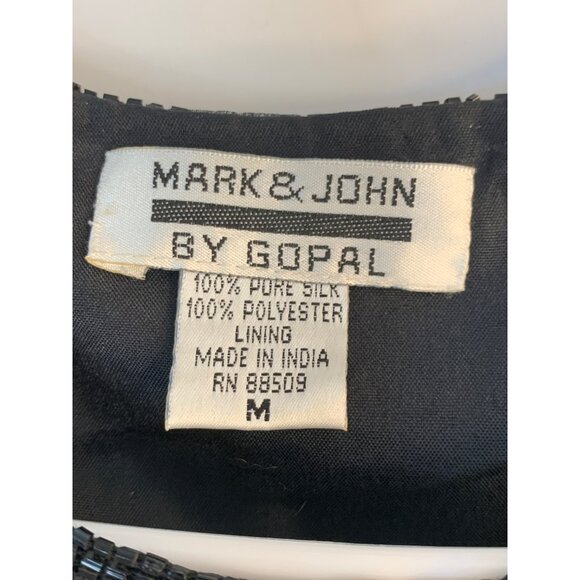 MARK & JOHN
BY GOPAL
100% PURE SILK
100% POLYESTER
LINING
MADE IN INDIA
RN 88509
M